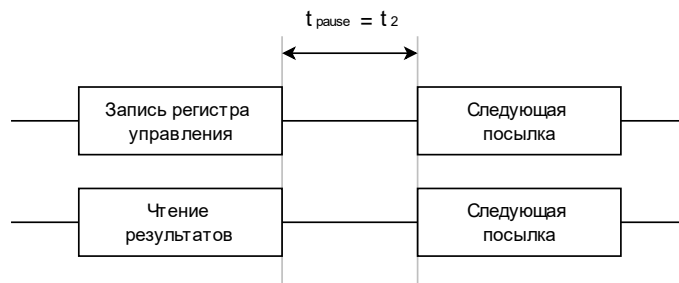 t pause = t 2
Запись регистра
управления
Следующая
посылка
Чтение
результатов
Следующая
посылка